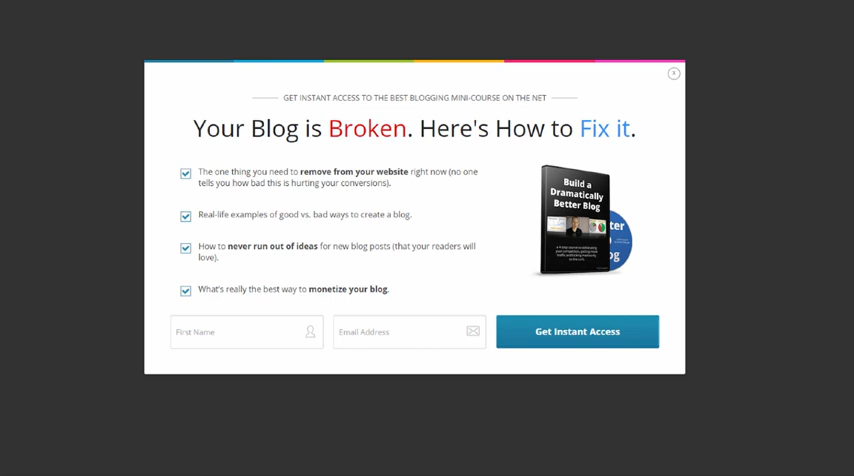 x
GET INSTANT ACCESS TO THE BEST BLOGGING MINI-COURSE ON THE NET
Your Blog is Broken. Here's How to Fix it.
The one thing you need to remove from your website right now (no one
tells you how bad this is hurting your conversions).
Real-life examples of good vs. bad ways to create a blog.
How to never run out of ideas for new blog posts (that your readers will
love).
What's really the best way to monetize your blog.
Build a
Dramatically
Better Blog
First Name
Email Address
Get Instant Access